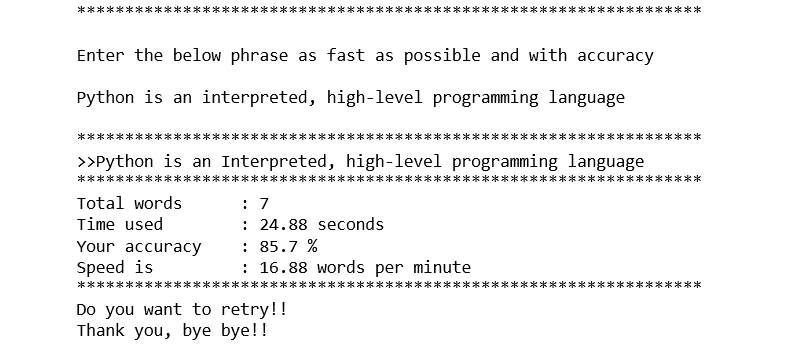 *****************************************************************
Enter the below phrase as fast as possible and with accuracy
Python is an interpreted, high-level programming language
*****************************************************************
>>Python is an Interpreted, high-level programming language
*****************************************************************
Total words      : 7
Time used        : 24.88 seconds
Your accuracy    : 85.7 %
Speed is         : 16.88 words per minute
*****************************************************************
Do you want to retry!!
Thank you, bye bye!!